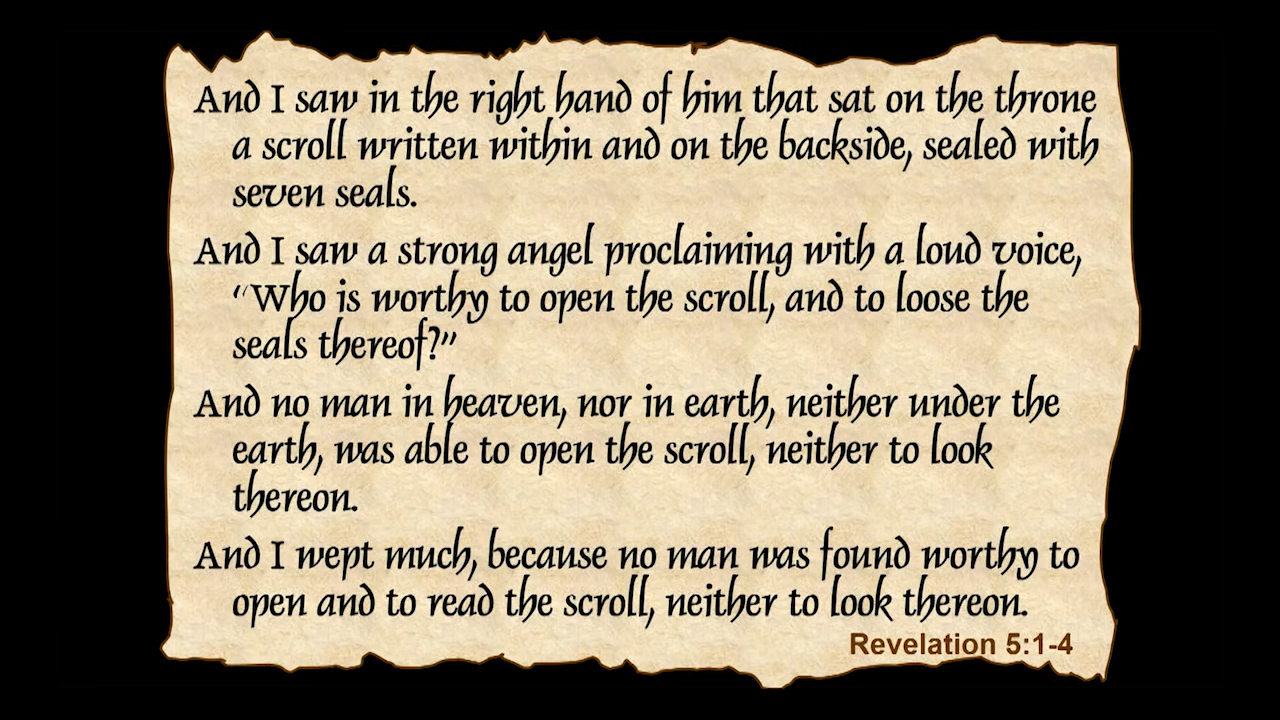 And I saw in the right hand of him that sat on the throne
a scroll written within and on the backside, sealed with
seven seals.
And I saw a strong angel proclaiming with a loud voice,
“Who is worthy to open the scroll, and to loose the
seals thereof?”
And no man in heaven, nor in earth, neither under the
earth, was able to open the scroll, neither to look
thereon.
And I wept much, because no man was found worthy to
open and to read the scroll, neither to look thereon.
Revelation 5:1-4